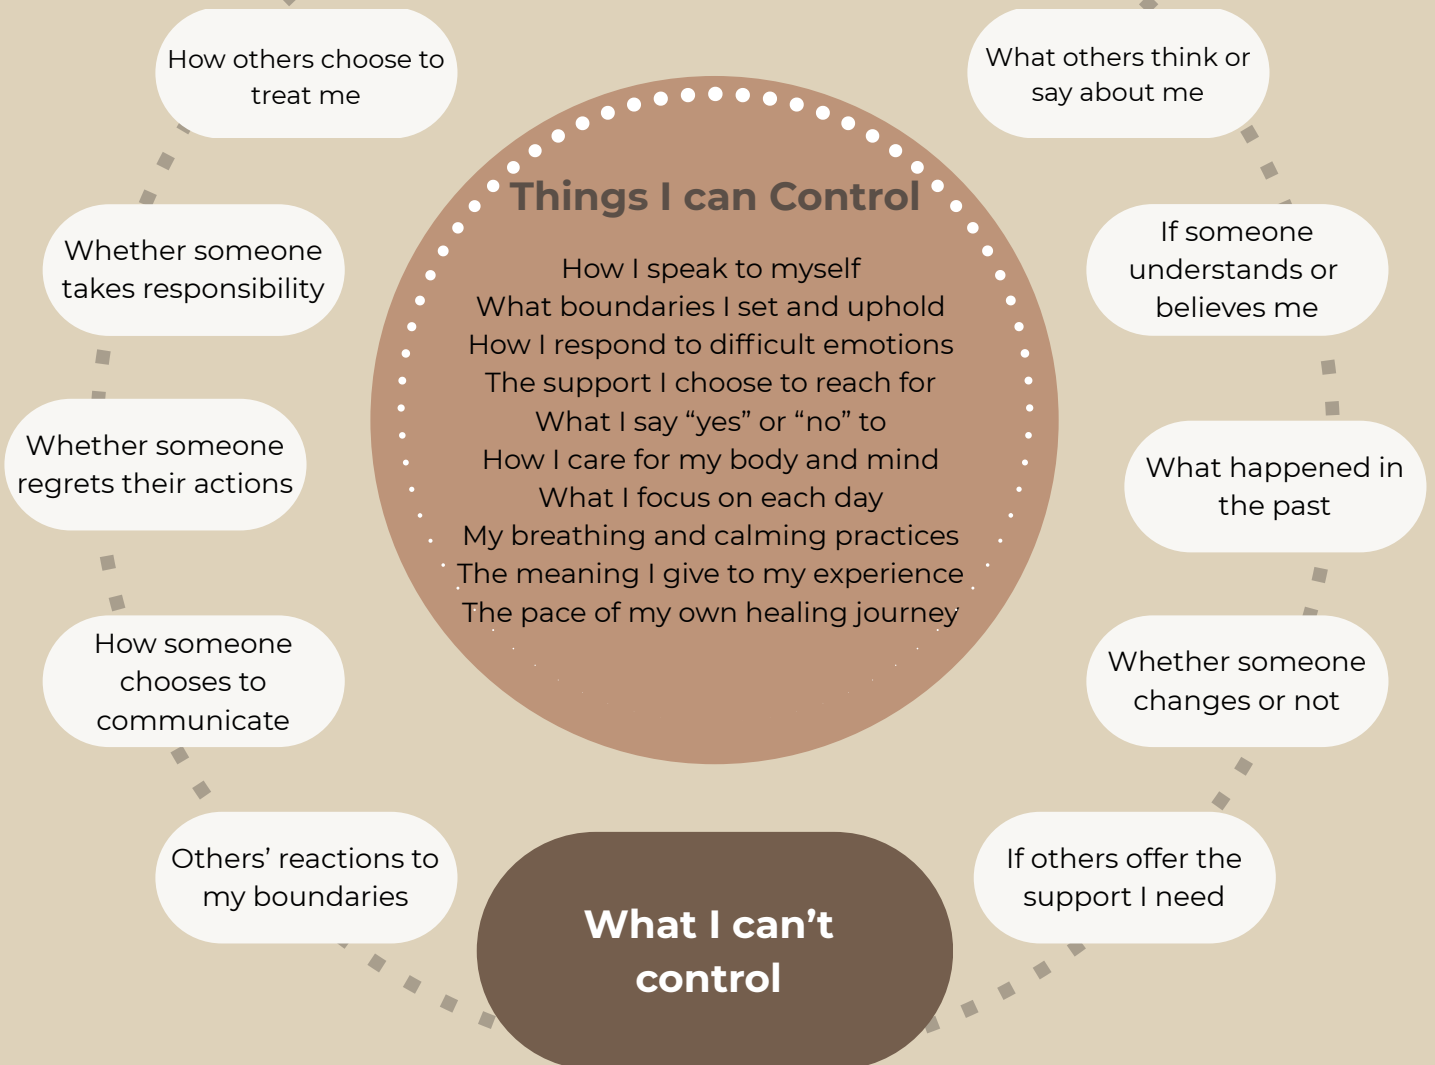 How others choose to
treat me
What others think or
say about me
Things I can Control
How I speak to myself
What boundaries I set and uphold
How I respond to difficult emotions
The support I choose to reach for
What I say “yes” or “no” to
How I care for my body and mind
What I focus on each day
My breathing and calming practices
The meaning I give to my experience
The pace of my own healing journey
Whether someone
takes responsibility
If someone
understands or
believes me
Whether someone
regrets their actions
What happened in
the past
How someone
chooses to
communicate
Whether someone
changes or not
Others’ reactions to
my boundaries
If others offer the
support I need
What I can’t
control